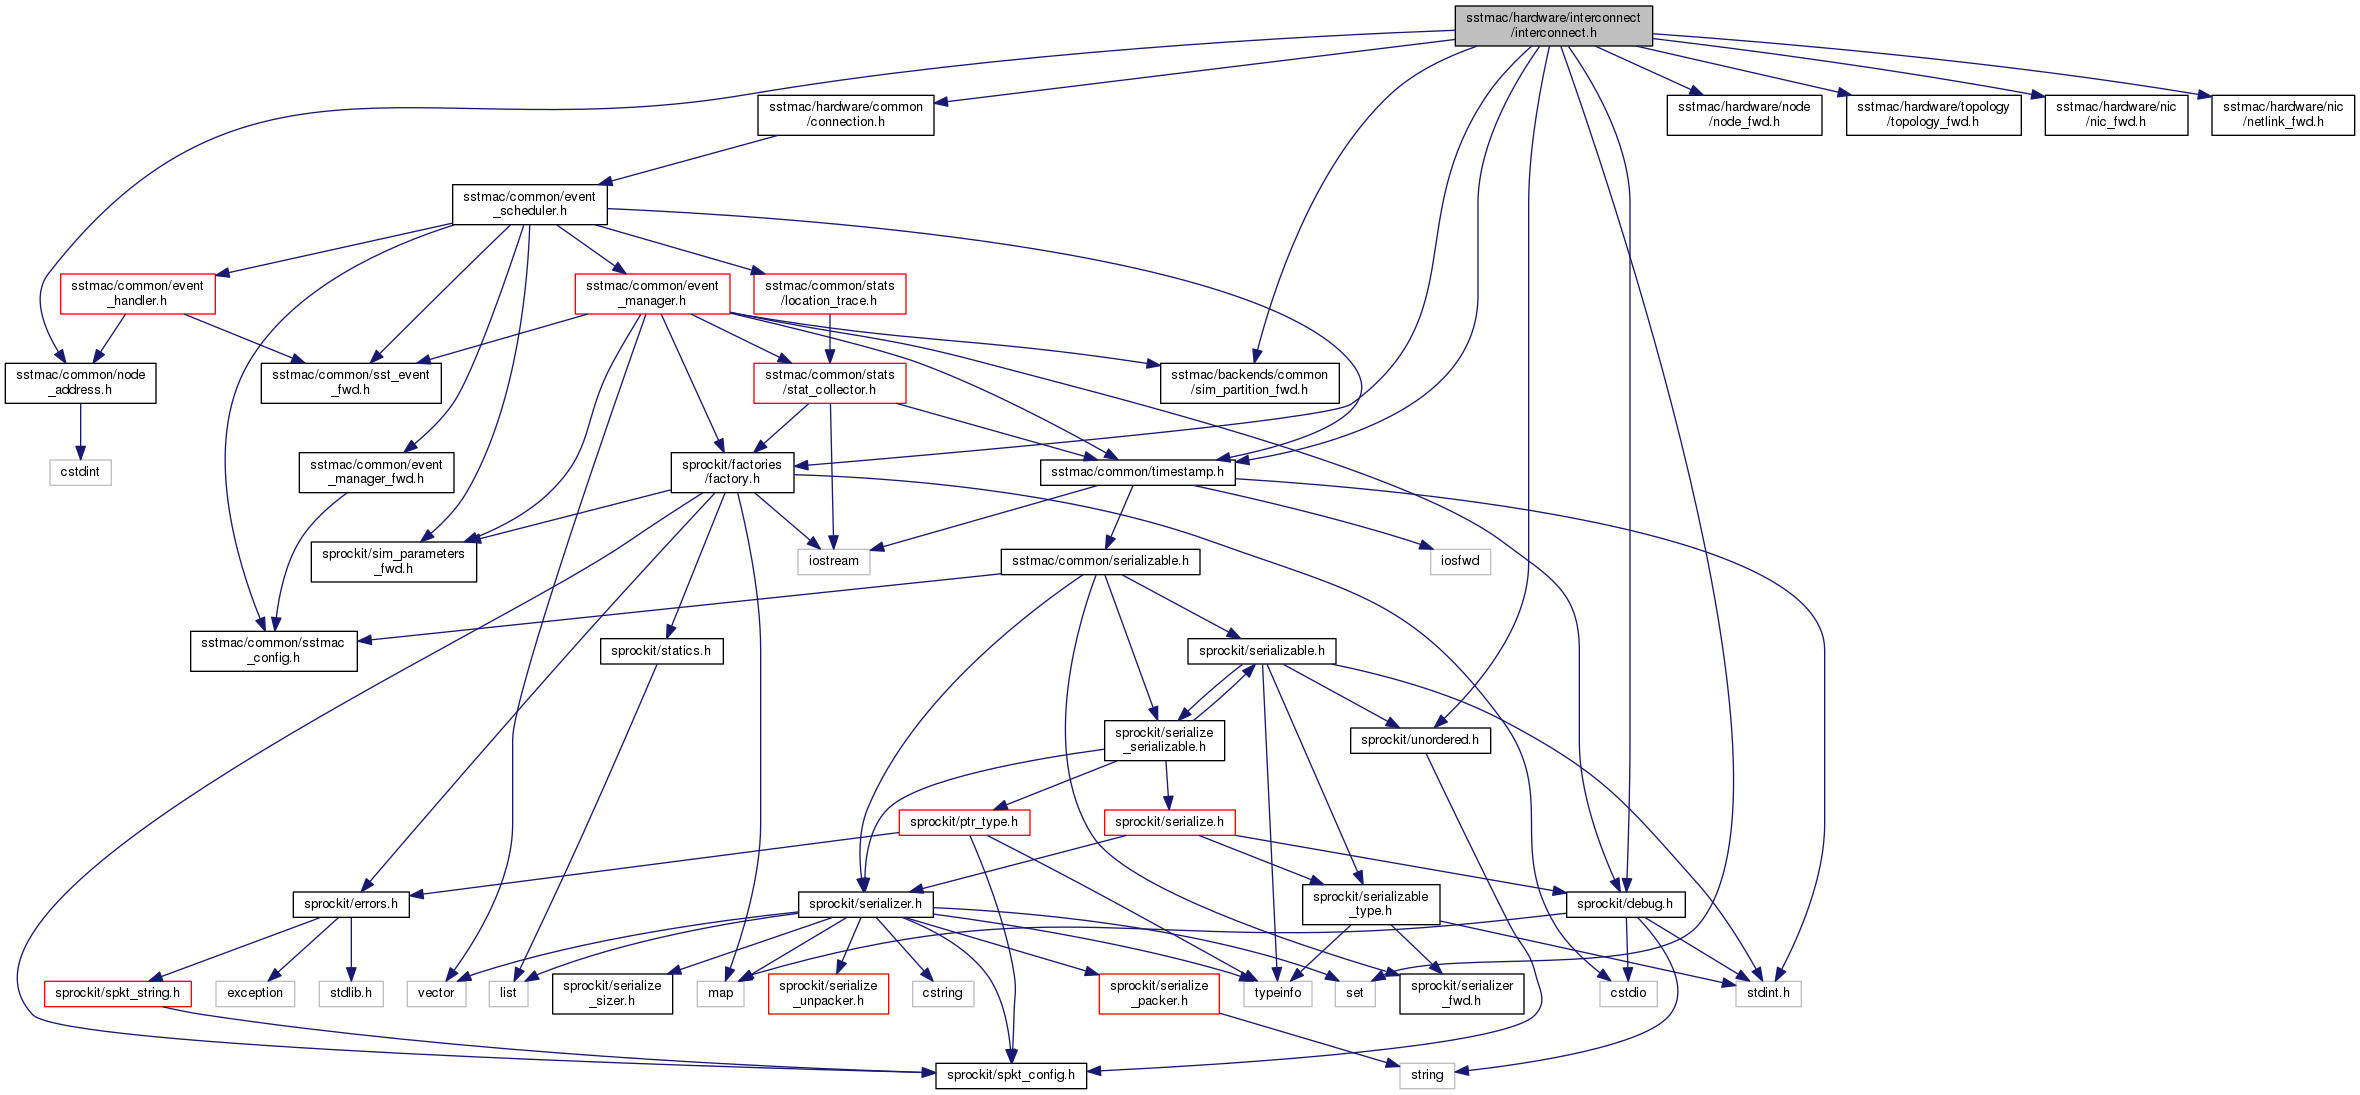 sstmac/hardware/interconnect
/interconnect.h
sstmac/hardware/common
/connection.h
sstmac/hardware/node
/node_fwd.h
sstmac/hardware/topology
/topology_fwd.h
sstmac/hardware/nic
/nic_fwd.h
sstmac/hardware/nic
/netlink_fwd.h
sstmac/common/event
_scheduler.h
sstmac/common/event
_handler.h
sstmac/common/event
_manager.h
sstmac/common/stats
/location_trace.h
sstmac/common/node
_address.h
sstmac/common/sst_event
_fwd.h
sstmac/common/stats
/stat_collector.h
sstmac/backends/common
/sim_partition_fwd.h
cstdint
sstmac/common/event
_manager_fwd.h
sprockit/factories
/factory.h
sstmac/common/timestamp.h
sprockit/sim_parameters
_fwd.h
iostream
sstmac/common/serializable.h
iosfwd
sstmac/common/sstmac
_config.h
sprockit/statics.h
sprockit/serializable.h
sprockit/serialize
_serializable.h
sprockit/unordered.h
sprockit/ptr_type.h
sprockit/serialize.h
sprockit/errors.h
sprockit/serializer.h
sprockit/serializable
_type.h
sprockit/debug.h
sprockit/spkt_string.h
exception
stdlib.h
vector
list
sprockit/serialize
_sizer.h
map
sprockit/serialize
_unpacker.h
cstring
sprockit/serialize
_packer.h
typeinfo
set
sprockit/serializer
_fwd.h
cstdio
stdint.h
sprockit/spkt_config.h
string